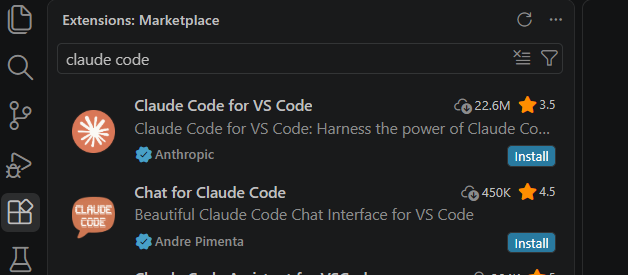 Extensions: Marketplace
claude code
Claude Code for VS Code 22.6M 3.5
Claude Code for VS Code: Harness the power of Claude Co...
Anthropic Install
Chat for Claude Code 450K 4.5
CLAUDE
CODE
Beautiful Claude Code Chat Interface for VS Code
Andre Pimenta Install